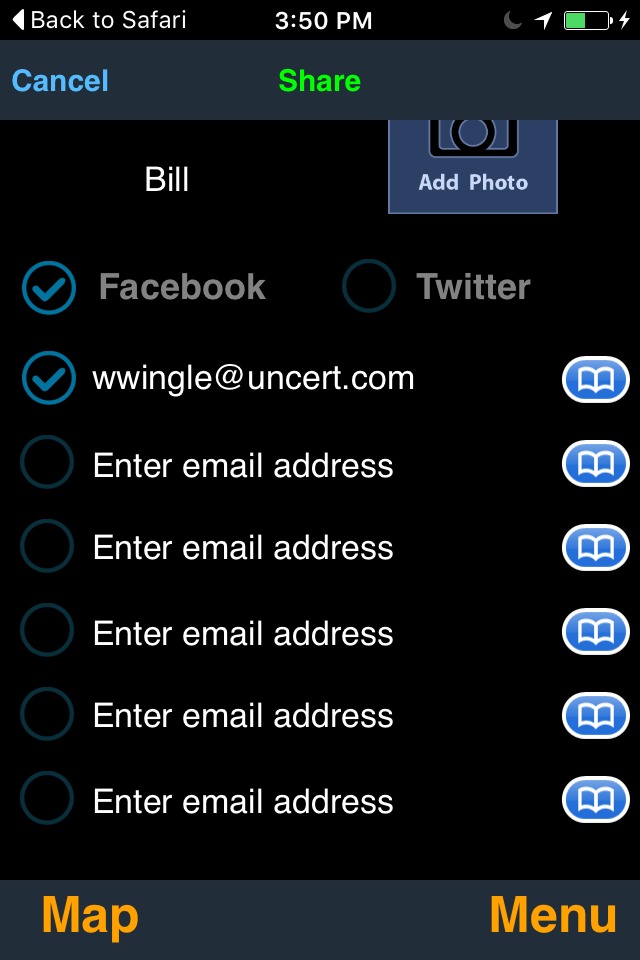 Back to Safari 3:50 PM
Cancel Share
Bill Add Photo
Facebook Twitter
wwingle@uncert.com
Enter email address
Enter email address
Enter email address
Enter email address
Enter email address
Map Menu